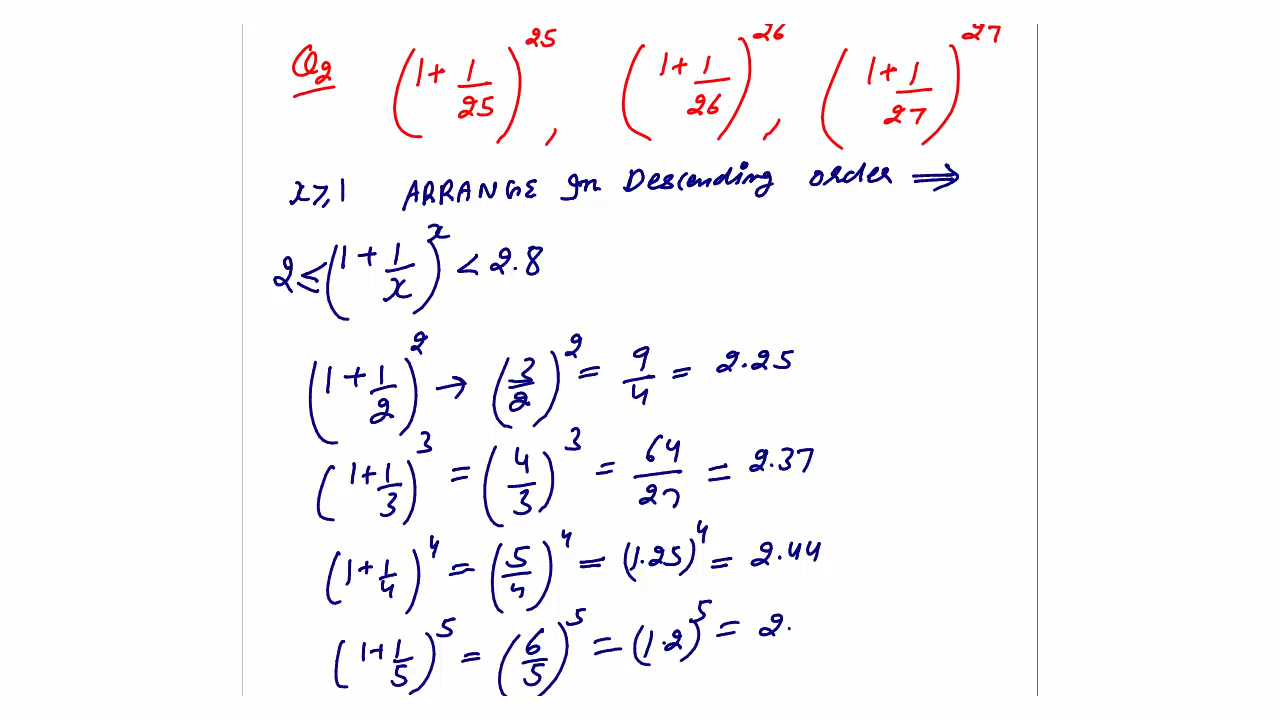 Q2 (1+1/25)^25, (1+1/26)^26, (1+1/27)^27
x≥1 ARRANGE In Descending order ⇒
2≤(1+1/x)^x < 2.8
(1+1/2)^2 → (3/2)^2 = 9/4 = 2.25
(1+1/3)^3 = (4/3)^3 = 64/27 = 2.37
(1+1/4)^4 = (5/4)^4 = (1.25)^4 = 2.44
(1+1/5)^5 = (6/5)^5 = (1.2)^5 = 2.